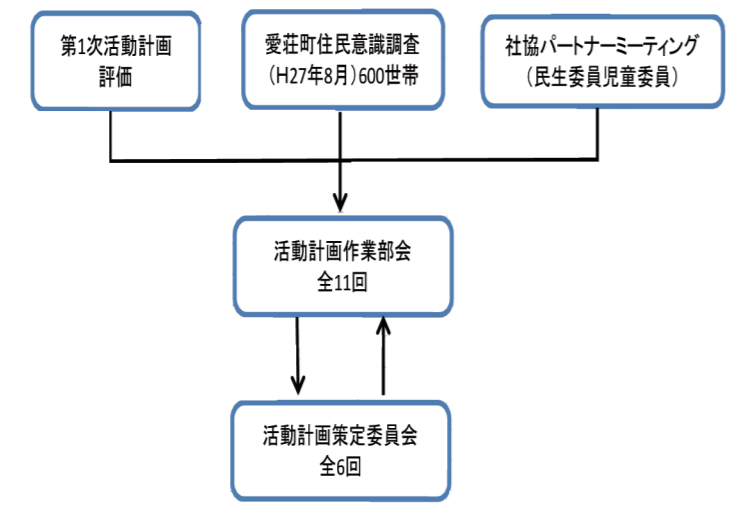 第1次活動計画
評価
愛荘町住民意識調査
（H27年8月）600世帯
社協パートナーミーティング
（民生委員児童委員）
活動計画作業部会
全11回
活動計画策定委員会
全6回